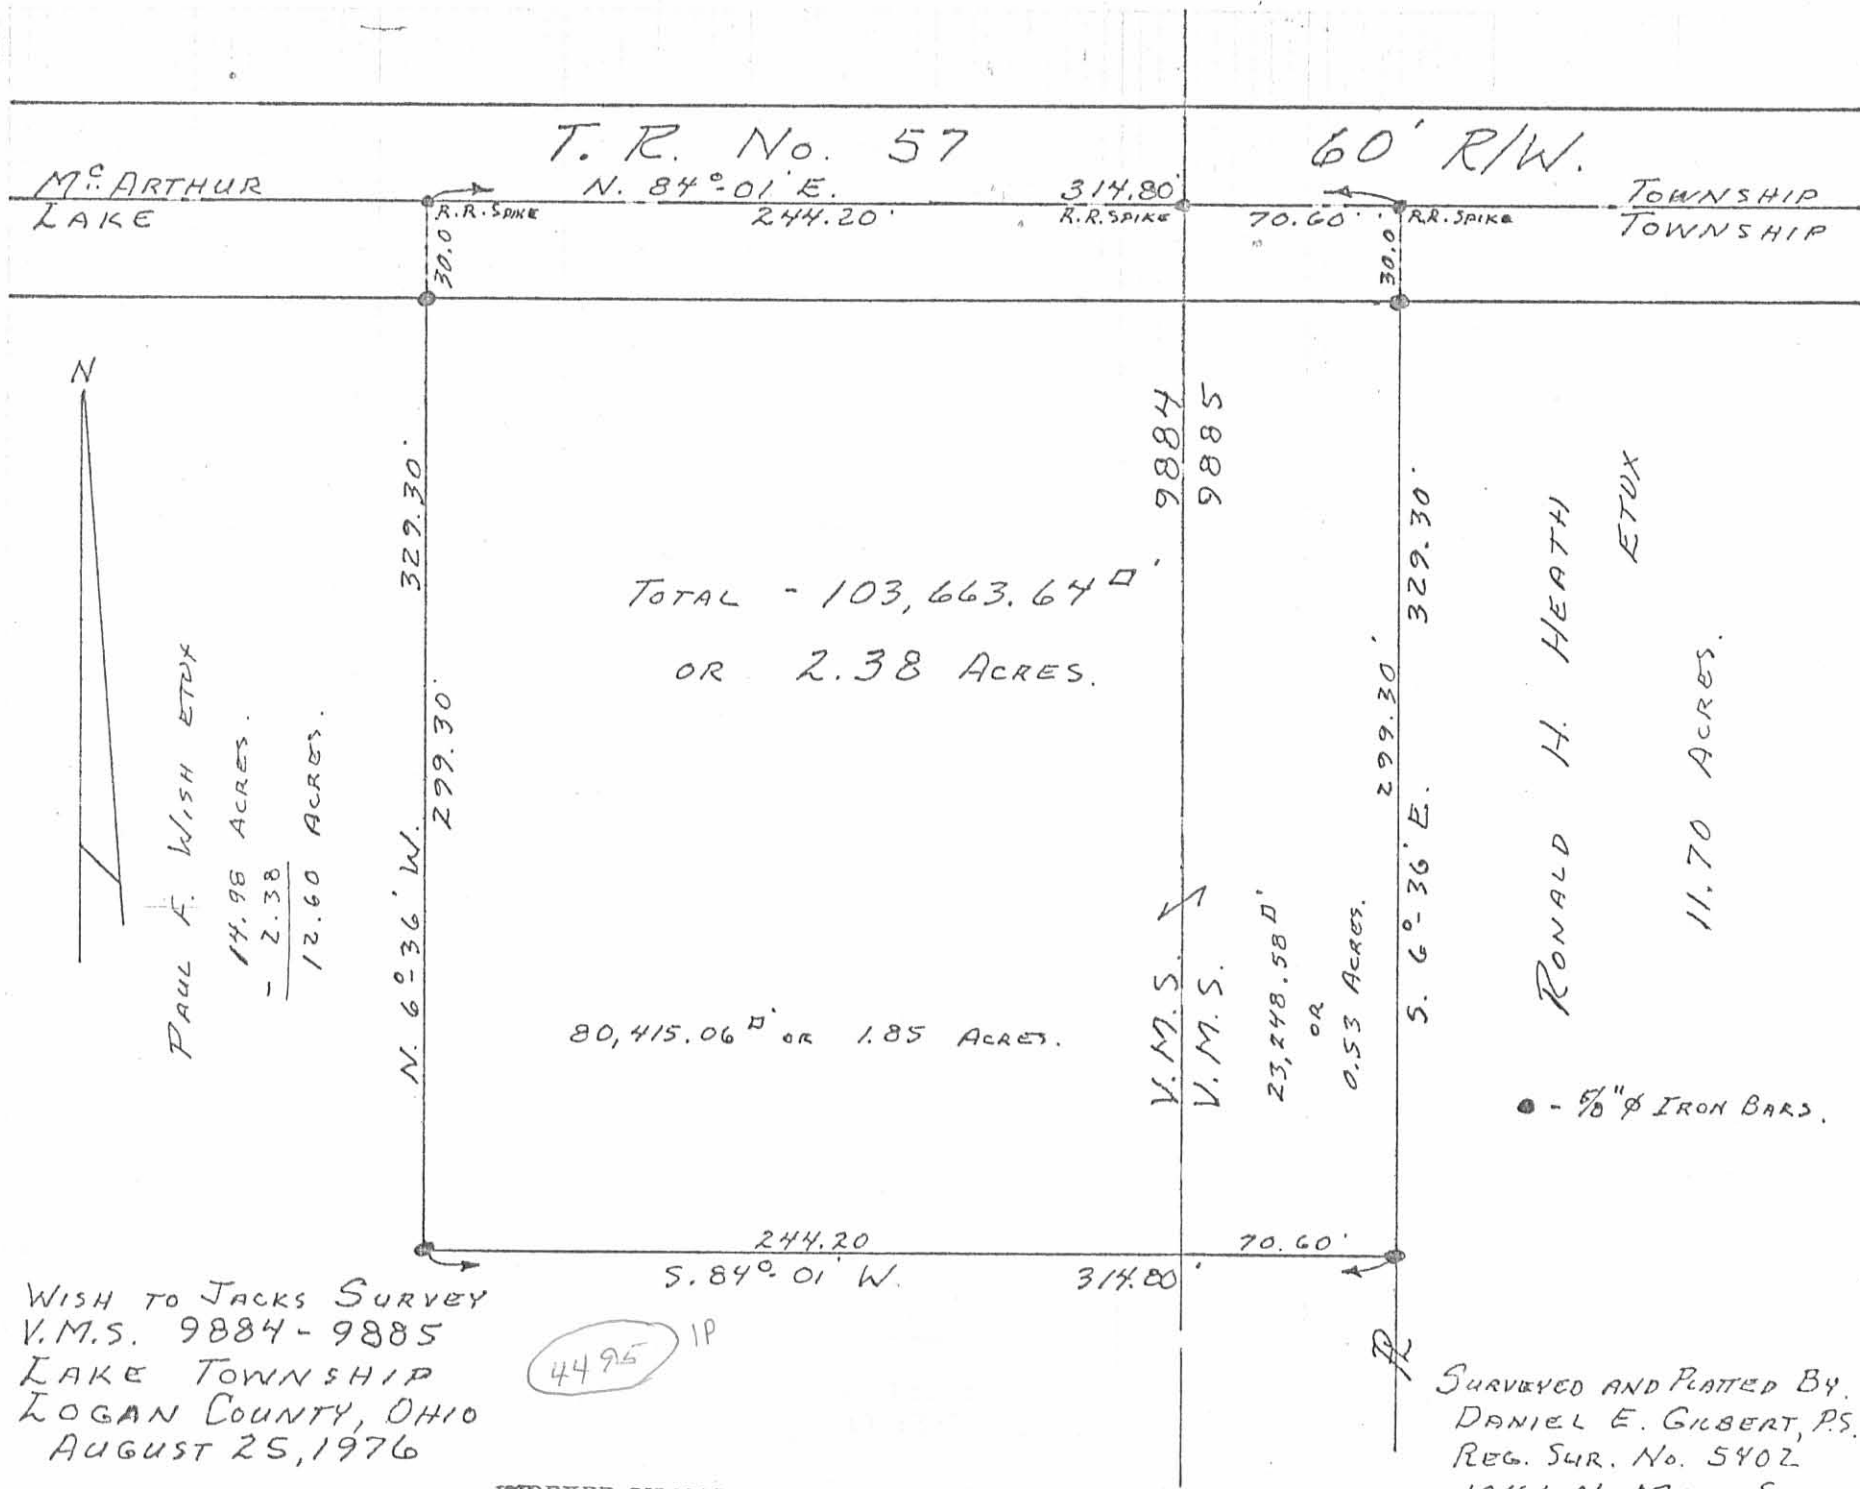 T. R. No. 57
60' R/W.
Mc. ARTHUR
LAKE
N. 84°-01' E.
244.20'
314.80'
R.R. SPIKE
R.R. SPIKE
70.60'
R.R. SPIKE
TOWNSHIP
TOWNSHIP
30.0
30.0
N
329.30'
299.30'
N. 6°-36' W.
PAUL F. WISH ETUX
14.98 ACRES.
- 2.38
12.60 ACRES.
TOTAL - 103,663.64 □'
OR 2.38 ACRES.
80,415.06 □' OR 1.85 ACRES.
V.M.S. 9884
V.M.S. 9885
23,248.58 □'
OR
0.53 ACRES.
299.30'
S. 6°-36' E. 329.30'
RONALD H. HEATH
ETUX
11.70 ACRES.
● - 5/8" ø IRON BARS.
244.20
70.60'
S. 84°-01' W.
314.80'
WISH TO JACKS SURVEY
V.M.S. 9884 - 9885
LAKE TOWNSHIP
LOGAN COUNTY, OHIO
AUGUST 25, 1976
4495 IP
PL
SURVEYED AND PLATTED BY.
DANIEL E. GILBERT, P.S.
REG. SUR. No. 5402